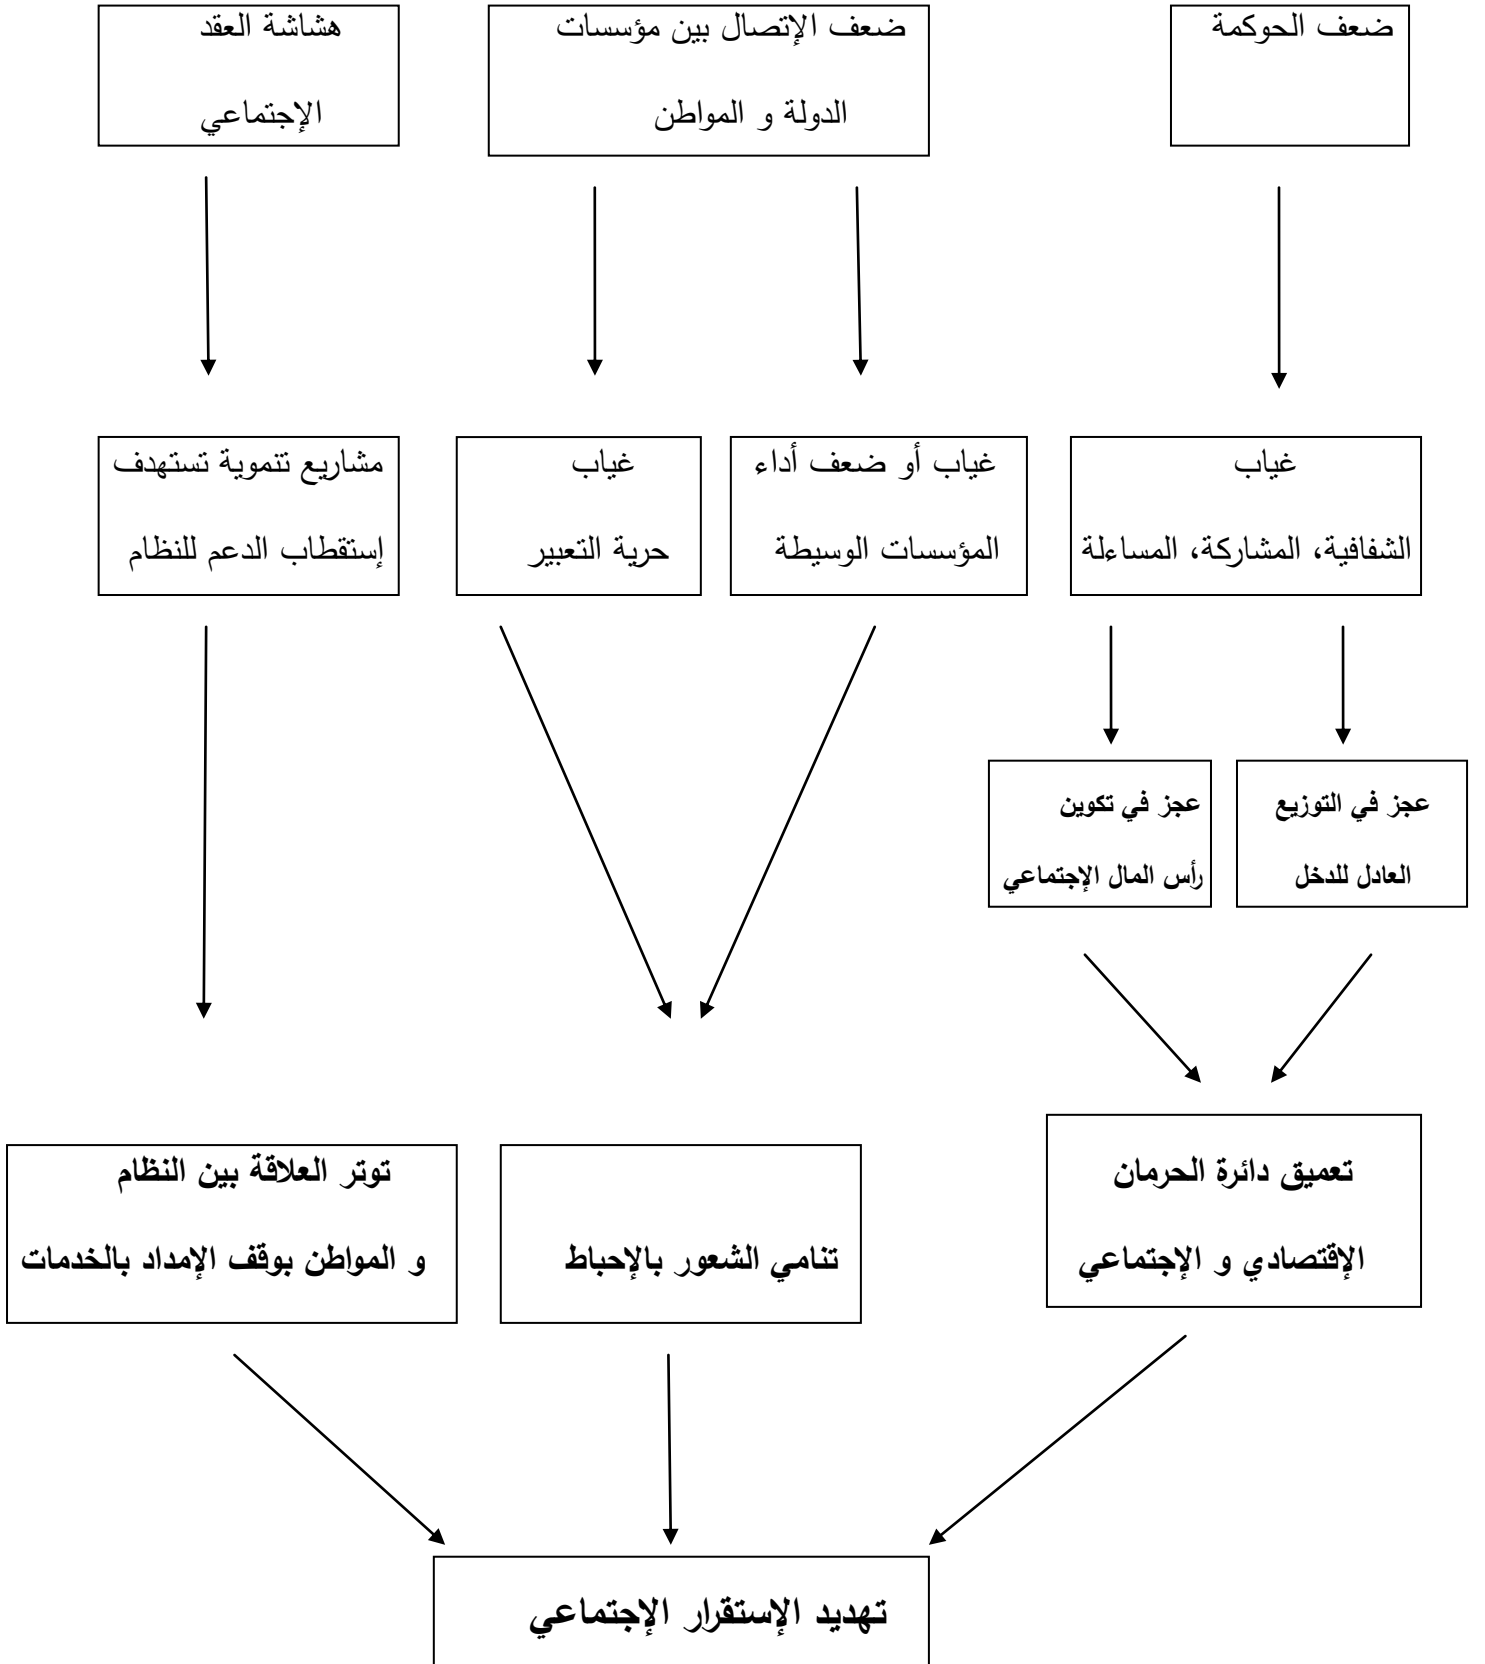 ضعف الحوكمة
ضعف الإتصال بين مؤسسات
الدولة و المواطن
هشاشة العقد
الإجتماعي
غياب
الشفافية، المشاركة، المساءلة
غياب أو ضعف أداء
المؤسسات الوسيطة
غياب
حرية التعبير
مشاريع تنموية تستهدف
إستقطاب الدعم للنظام
عجز في التوزيع
العادل للدخل
عجز في تكوين
رأس المال الإجتماعي
تعميق دائرة الحرمان
الإقتصادي و الإجتماعي
تنامي الشعور بالإحباط
توتر العلاقة بين النظام
و المواطن بوقف الإمداد بالخدمات
تهديد الإستقرار الإجتماعي